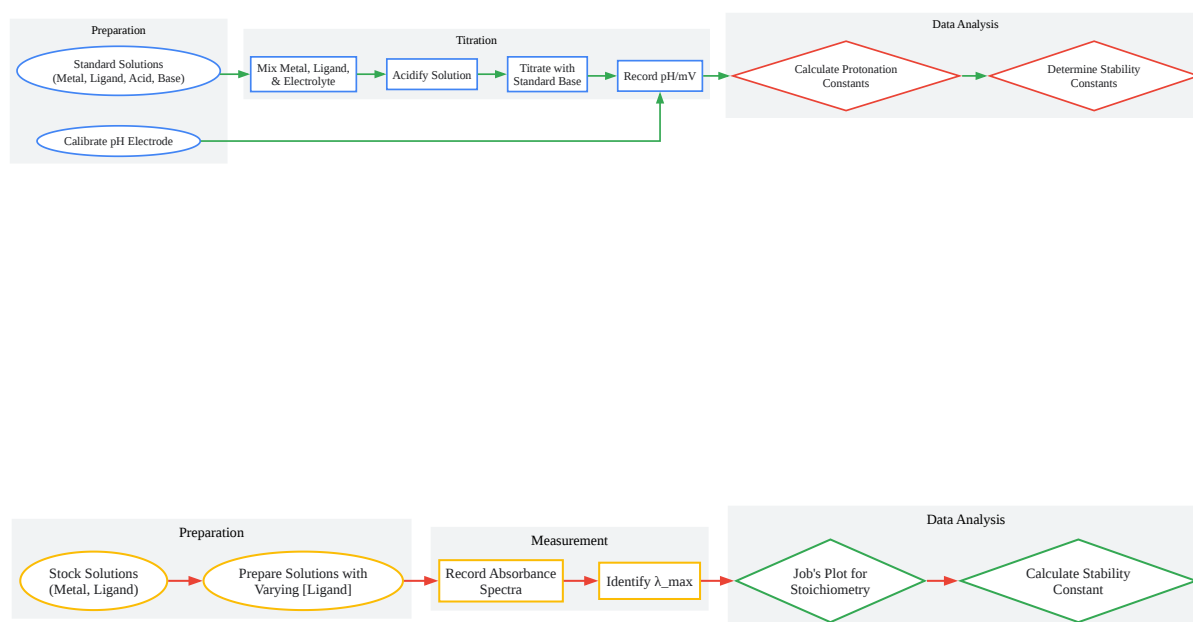 Preparation
Standard Solutions
(Metal, Ligand, Acid, Base)
Calibrate pH Electrode
Titration
Mix Metal, Ligand,
& Electrolyte
Acidify Solution
Titrate with
Standard Base
Record pH/mV
Data Analysis
Calculate Protonation
Constants
Determine Stability
Constants
Preparation
Stock Solutions
(Metal, Ligand)
Prepare Solutions with
Varying [Ligand]
Measurement
Record Absorbance
Spectra
Identify λ_max
Data Analysis
Job's Plot for
Stoichiometry
Calculate Stability
Constant